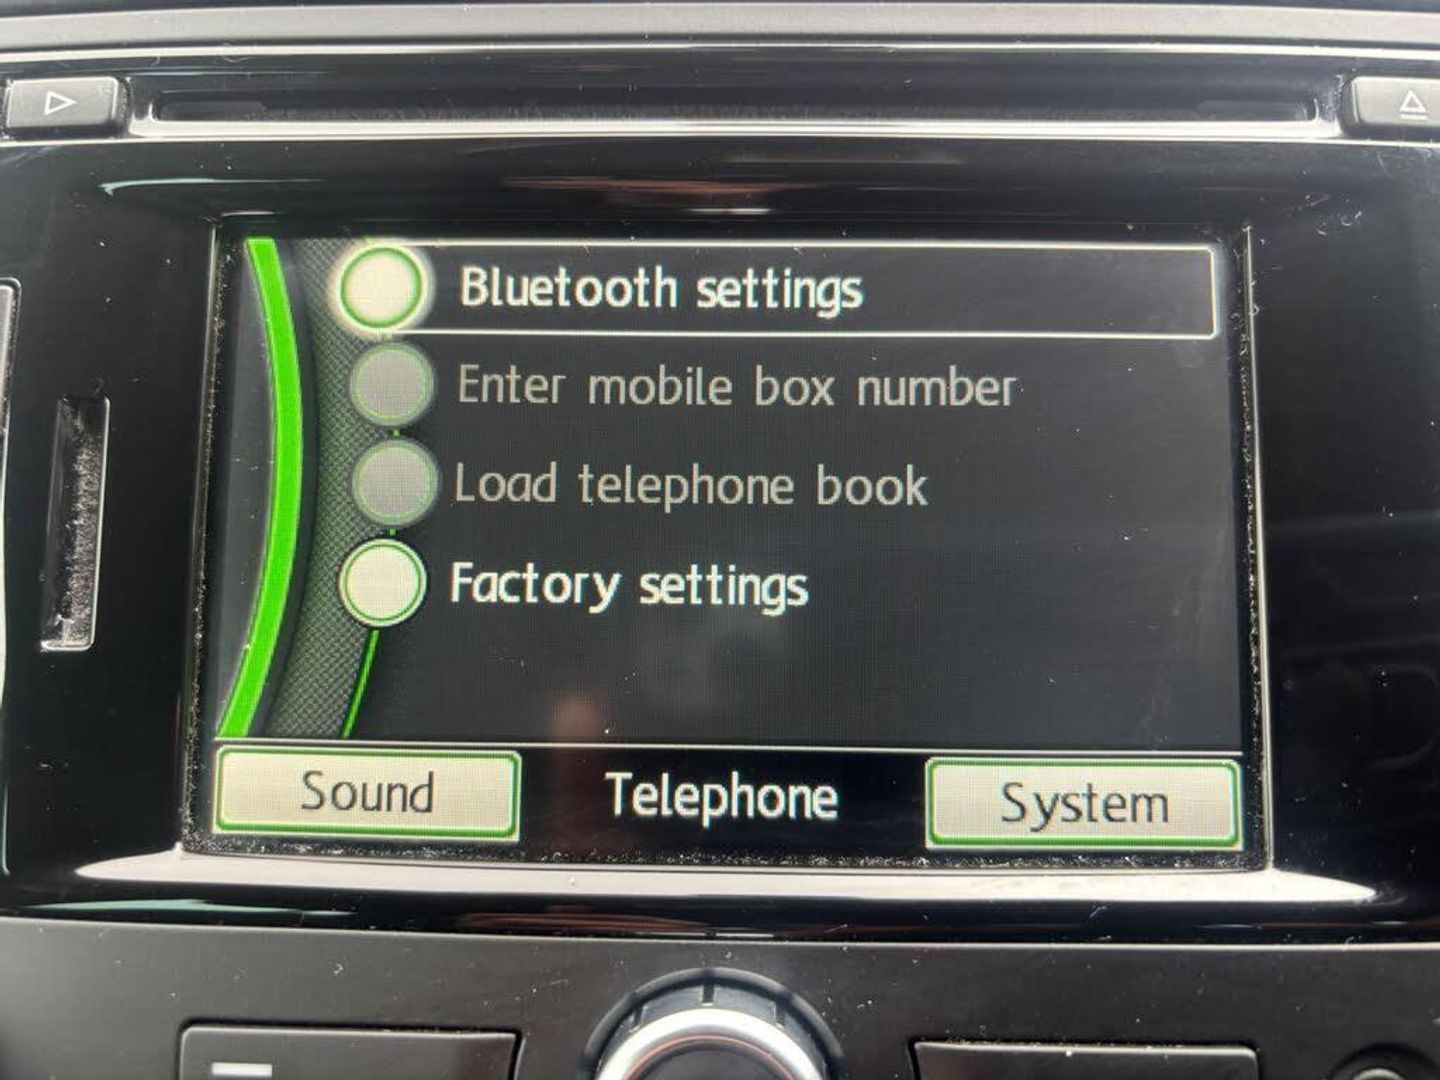 Bluetooth settings
Enter mobile box number
Load telephone book
Factory settings
Sound
Telephone
System